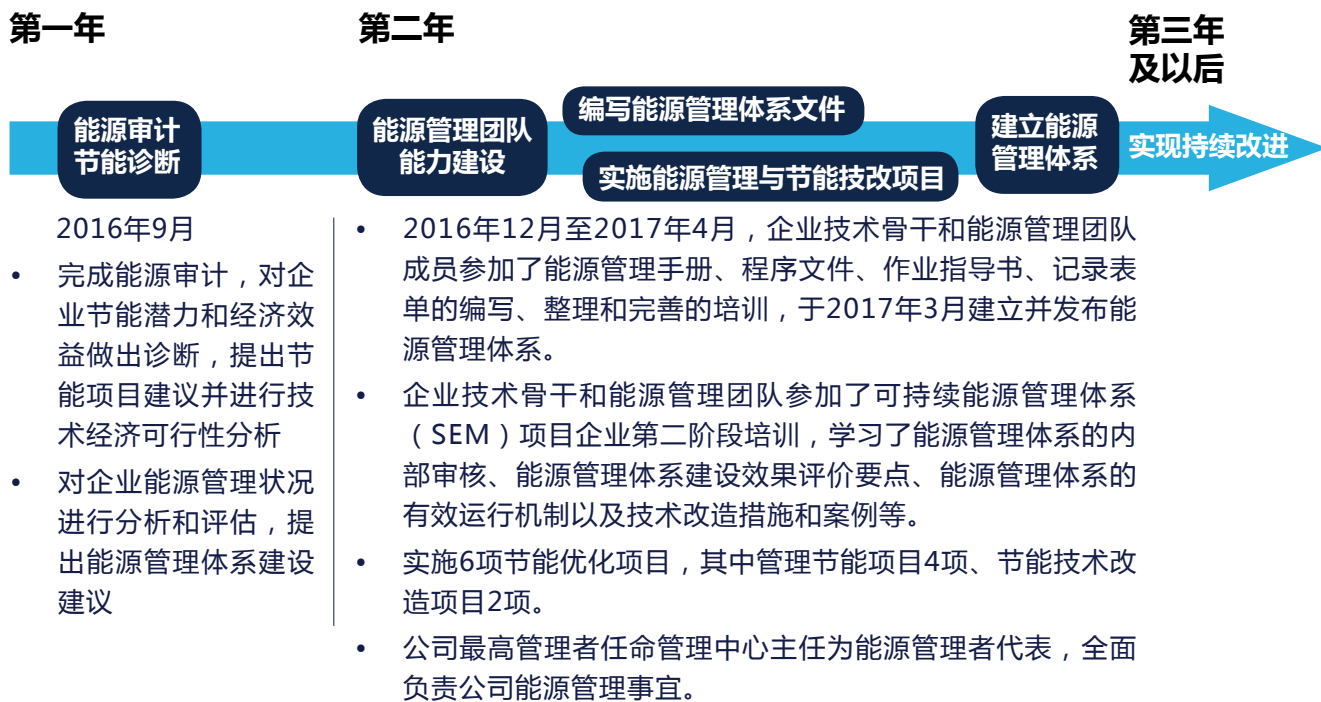 第一年
第二年
第三年
及以后
能源审计
节能诊断
能源管理团队
能力建设
编写能源管理体系文件
实施能源管理与节能技改项目
建立能源
管理体系
实现持续改进
2016年9月
• 完成能源审计，对企
业节能潜力和经济效
益做出诊断，提出节
能项目建议并进行技
术经济可行性分析
• 对企业能源管理状况
进行分析和评估，提
出能源管理体系建设
建议
• 2016年12月至2017年4月，企业技术骨干和能源管理团队
成员参加了能源管理手册、程序文件、作业指导书、记录表
单的编写、整理和完善的培训，于2017年3月建立并发布能
源管理体系。
• 企业技术骨干和能源管理团队参加了可持续能源管理体系
（SEM）项目企业第二阶段培训，学习了能源管理体系的内
部审核、能源管理体系建设效果评价要点、能源管理体系的
有效运行机制以及技术改造措施和案例等。
• 实施6项节能优化项目，其中管理节能项目4项、节能技术改
造项目2项。
• 公司最高管理者任命管理中心主任为能源管理者代表，全面
负责公司能源管理事宜。